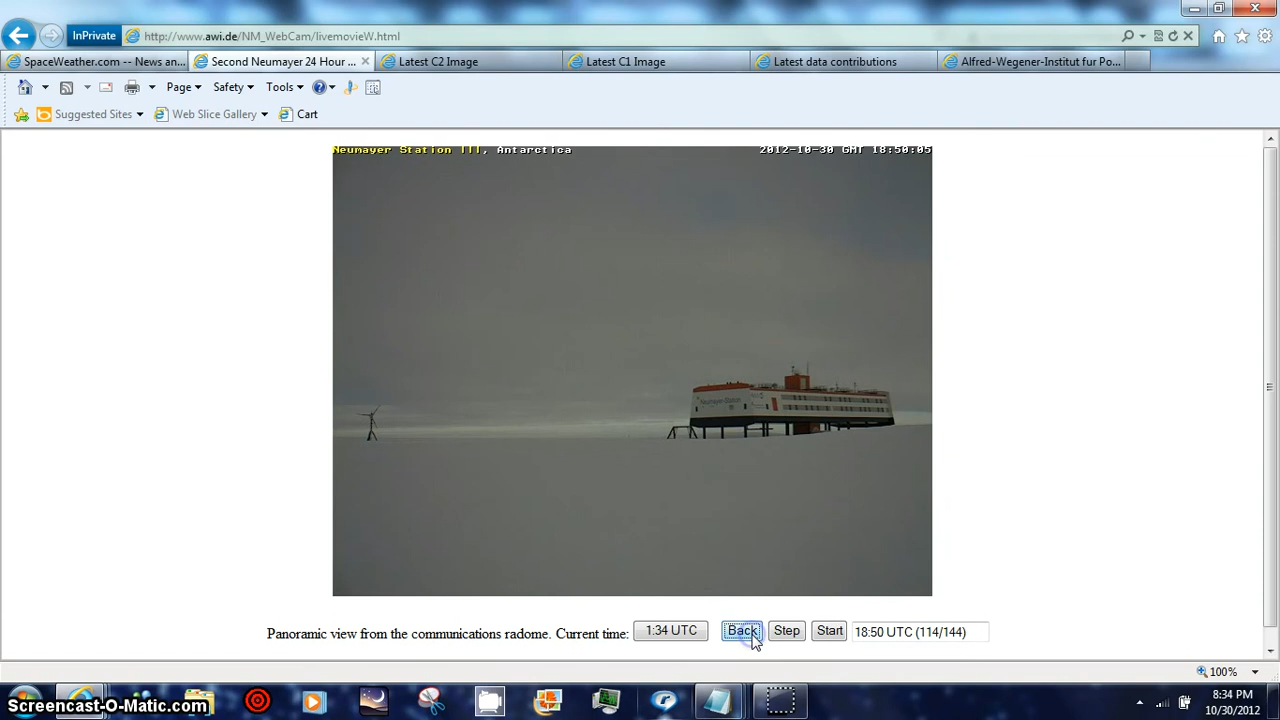 InPrivate
http://www.awi.de/NM_WebCam/livemovieW.html
SpaceWeather.com -- News an...
Second Neumayer 24 Hour ...
Latest C2 Image
Latest C1 Image
Latest data contributions
Alfred-Wegener-Institut fur Po...
Page
Safety
Tools
Suggested Sites
Web Slice Gallery
Cart
Neumayer Station III, Antarctica
2012-10-30 GMT 18:50:05
Neumayer-Station
Panoramic view from the communications radome. Current time:
1:34 UTC
Back
Step
Start
18:50 UTC (114/144)
100%
Screencast-O-Matic.com
8:34 PM
10/30/2012